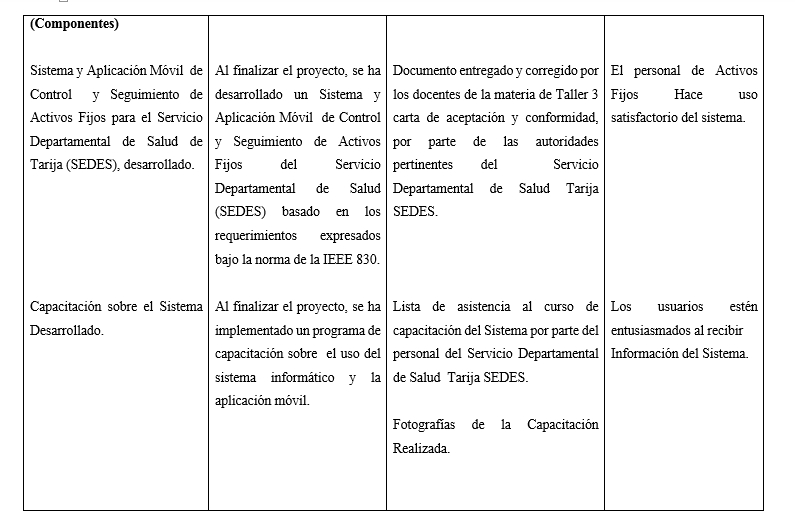 (Componentes)
Sistema y Aplicación Móvil de
Control y Seguimiento de
Activos Fijos para el Servicio
Departamental de Salud de
Tarija (SEDES), desarrollado.
Al finalizar el proyecto, se ha
desarrollado un Sistema y
Aplicación Móvil de Control
y Seguimiento de Activos
Fijos del Servicio
Departamental de Salud
(SEDES) basado en los
requerimientos expresados
bajo la norma de la IEEE 830.
Documento entregado y corregido por
los docentes de la materia de Taller 3
carta de aceptación y conformidad,
por parte de las autoridades
pertinentes del Servicio
Departamental de Salud Tarija
SEDES.
El personal de Activos
Fijos Hace uso
satisfactorio del sistema.
Capacitación sobre el Sistema
Desarrollado.
Al finalizar el proyecto, se ha
implementado un programa de
capacitación sobre el uso del
sistema informático y la
aplicación móvil.
Lista de asistencia al curso de
capacitación del Sistema por parte del
personal del Servicio Departamental
de Salud Tarija SEDES.
Fotografías de la Capacitación
Realizada.
Los usuarios estén
entusiasmados al recibir
Información del Sistema.